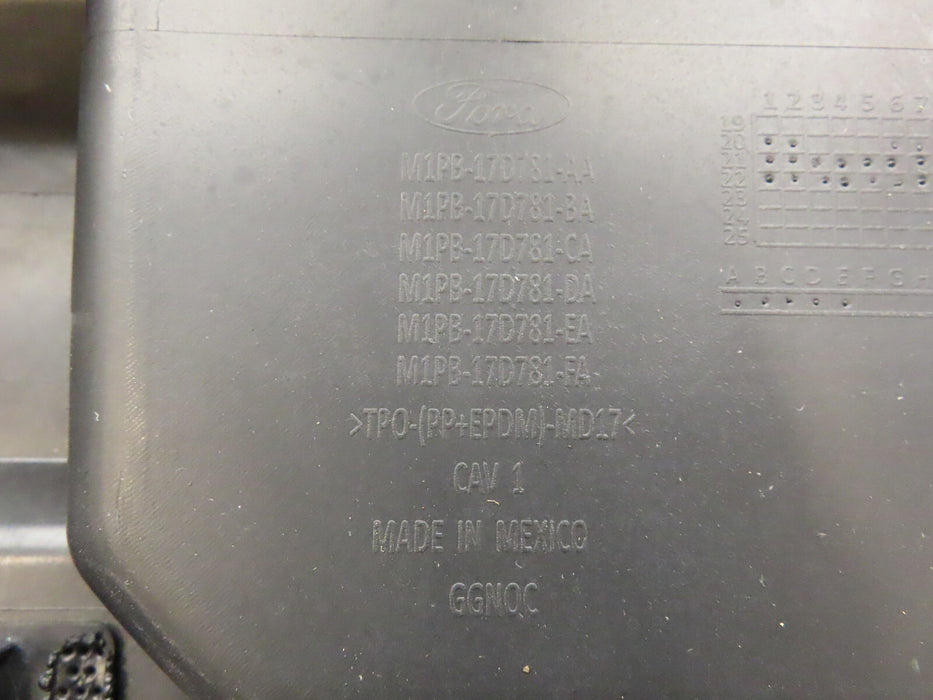 Ford
M1PB-17D781-AA
M1PB-17D781-BA
M1PB-17D781-CA
M1PB-17D781-DA
M1PB-17D781-EA
M1PB-17D781-FA
>TPO-(PP+EPDM)-MD17<
CAV 1
MADE IN MEXICO
GGNQC
1 2 3 4 5 6 7
19
20
21
22
23
24
25
A B C D E F G H